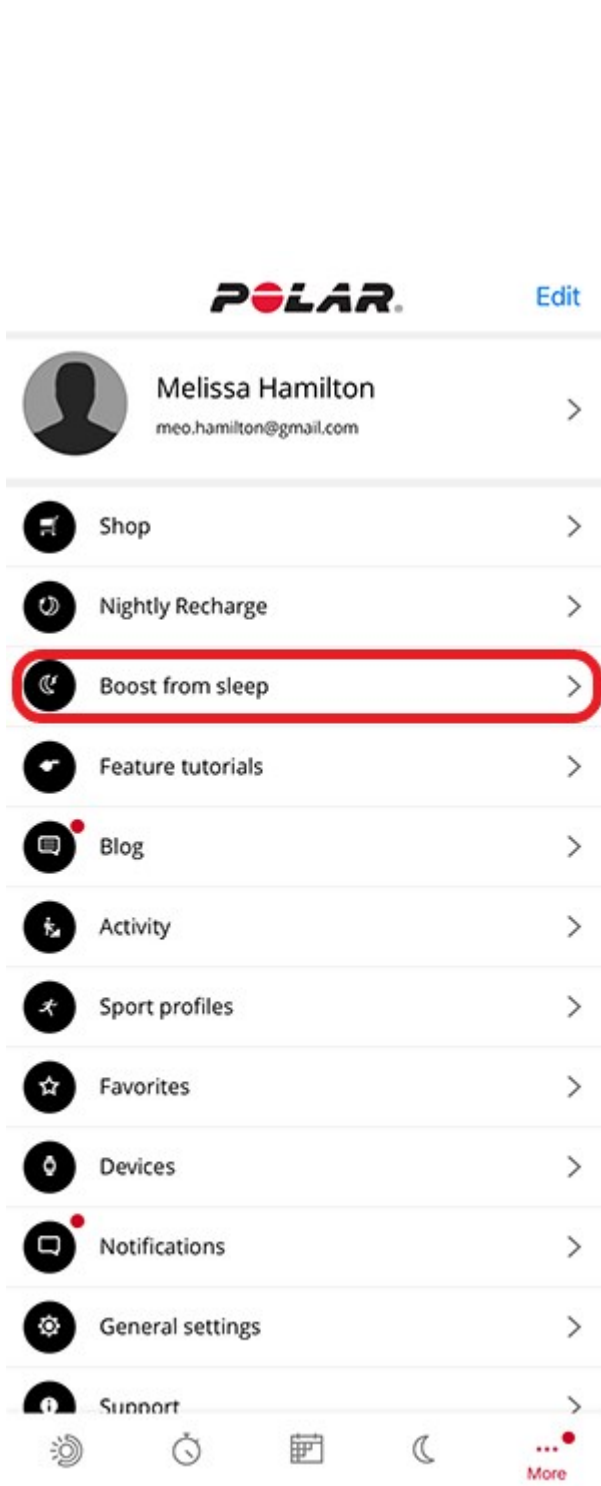 POLAR.
Edit
Melissa Hamilton
meo.hamilton@gmail.com
Shop
Nightly Recharge
Boost from sleep
Feature tutorials
Blog
Activity
Sport profiles
Favorites
Devices
Notifications
General settings
Support
More